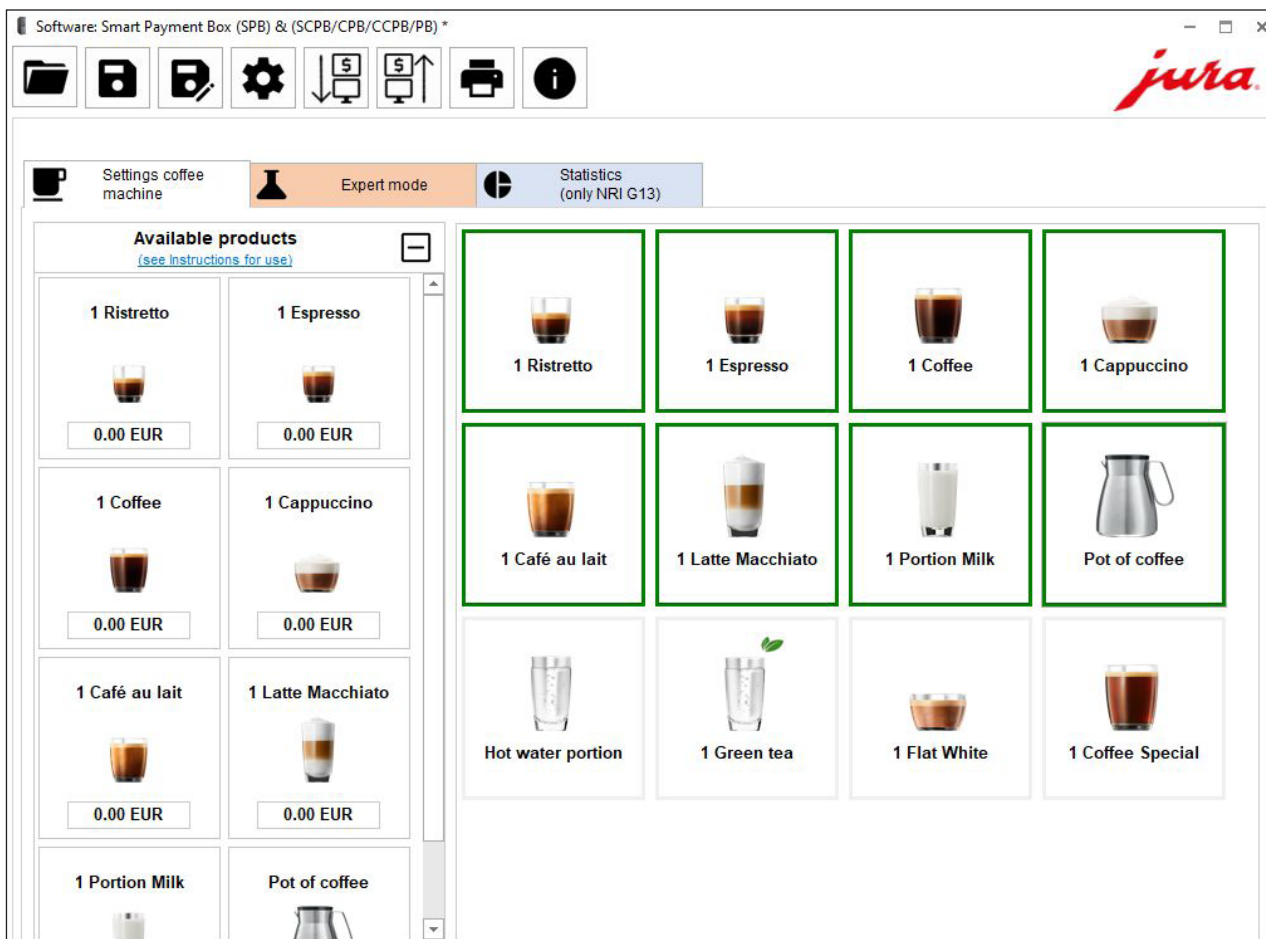 Software: Smart Payment Box (SPB) & (SCPB/CPB/CCPB/PB) *
$
$
i
jura.
Settings coffee
machine
Expert mode
Statistics
(only NRI G13)
Available products
(see Instructions for use)
1 Ristretto
1 Espresso
0.00 EUR
0.00 EUR
1 Coffee
1 Cappuccino
0.00 EUR
0.00 EUR
1 Café au lait
1 Latte Macchiato
0.00 EUR
0.00 EUR
1 Portion Milk
Pot of coffee
1 Ristretto
1 Espresso
1 Coffee
1 Cappuccino
1 Café au lait
1 Latte Macchiato
1 Portion Milk
Pot of coffee
Hot water portion
1 Green tea
1 Flat White
1 Coffee Special